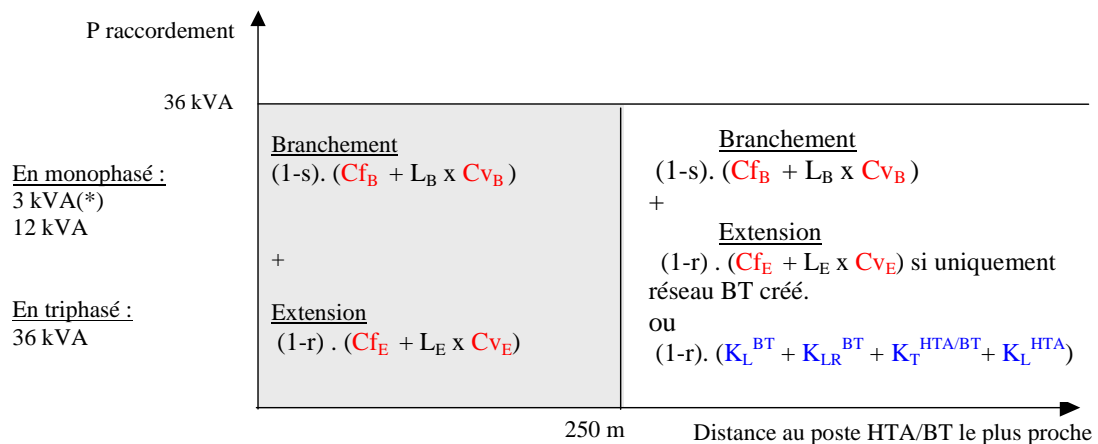 P raccordement
36 kVA
En monophasé :
3 kVA(*)
12 kVA
En triphasé :
36 kVA
Branchement
(1-s). (Cf_B + L_B x Cv_B )
+
Extension
(1-r) . (Cf_E + L_E x Cv_E)
Branchement
(1-s). (Cf_B + L_B x Cv_B)
+
Extension
(1-r) . (Cf_E + L_E x Cv_E) si uniquement
réseau BT créé.
ou
(1-r). (K_L^BT + K_LR^BT + K_T^HTA/BT + K_L^HTA)
250 m
Distance au poste HTA/BT le plus proche